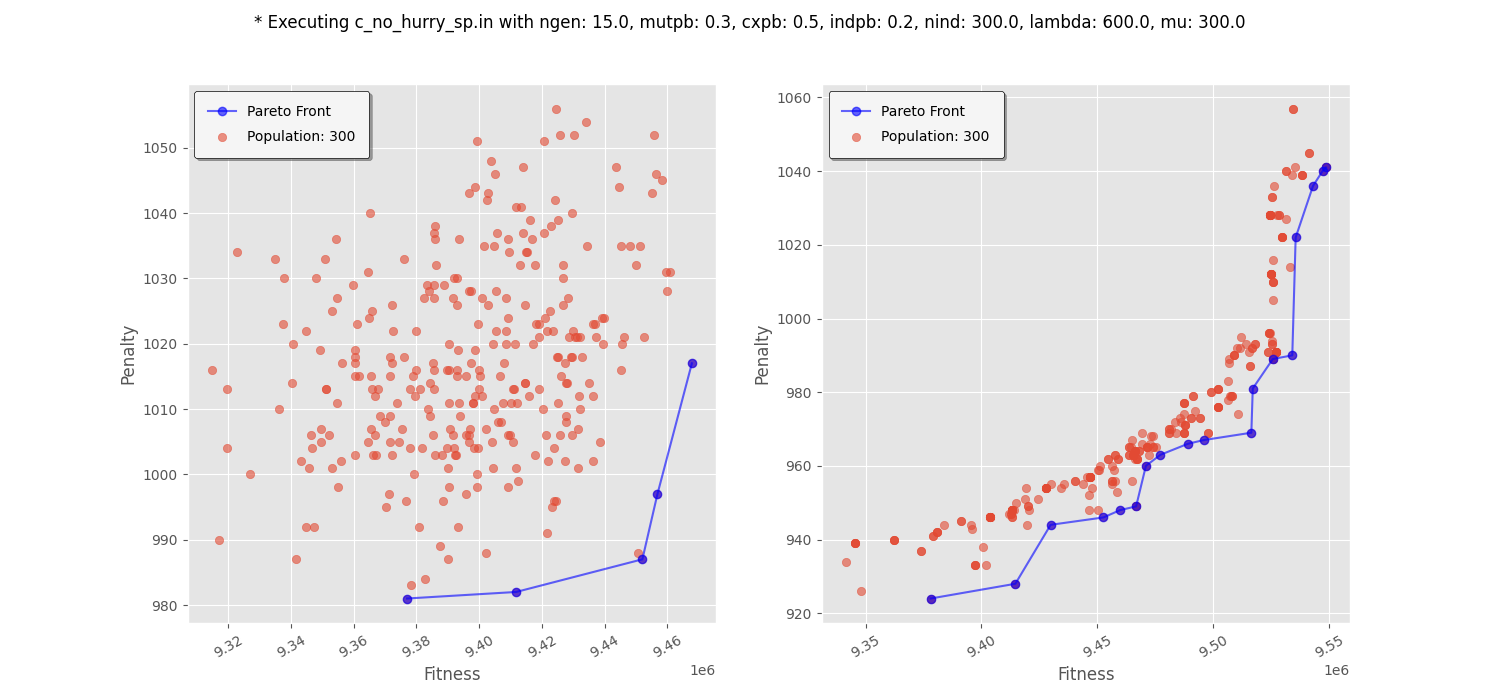 * Executing c_no_hurry_sp.in with ngen: 15.0, mutpb: 0.3, cxpb: 0.5, indpb: 0.2, nind: 300.0, lambda: 600.0, mu: 300.0
Pareto Front
Population: 300
Penalty
1050
1040
1030
1020
1010
1000
990
980
9.32
9.34
9.36
9.38
9.40
9.42
9.44
9.46
1e6
Fitness
Pareto Front
Population: 300
Penalty
1060
1040
1020
1000
980
960
940
920
9.35
9.40
9.45
9.50
9.55
1e6
Fitness